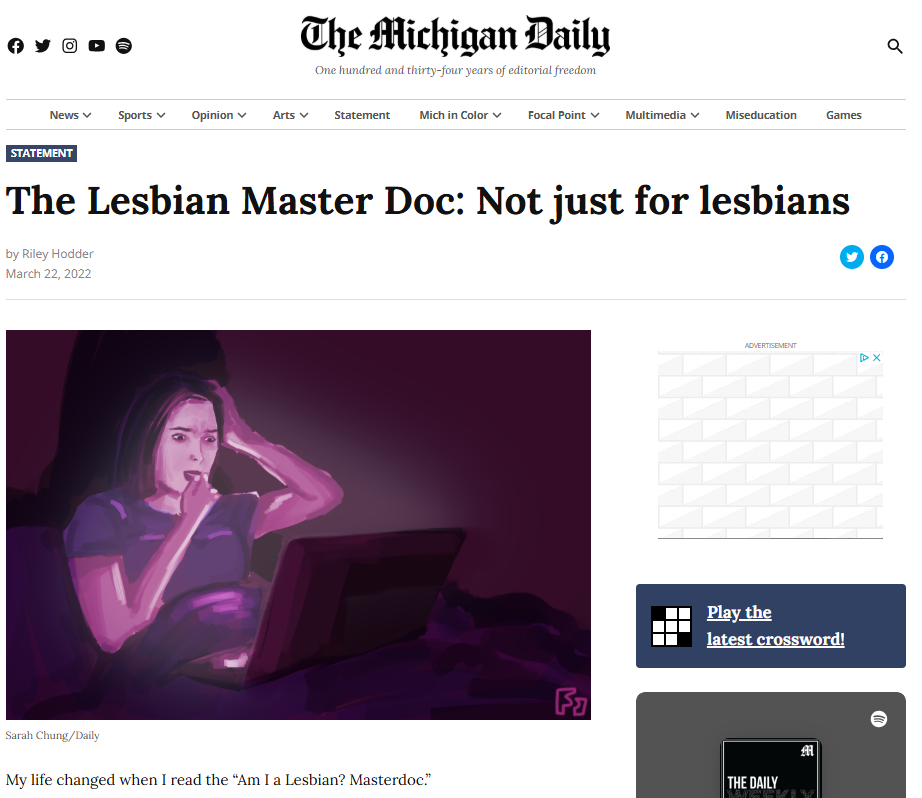 The Michigan Daily
One hundred and thirty-four years of editorial freedom
News Sports Opinion Arts Statement Mich in Color Focal Point Multimedia Miseducation Games
STATEMENT
The Lesbian Master Doc: Not just for lesbians
by Riley Hodder
March 22, 2022
ADVERTISEMENT
Play the
latest crossword!
Sarah Chung/Daily
M
THE DAILY
WEEKLY
My life changed when I read the “Am I a Lesbian? Masterdoc.”